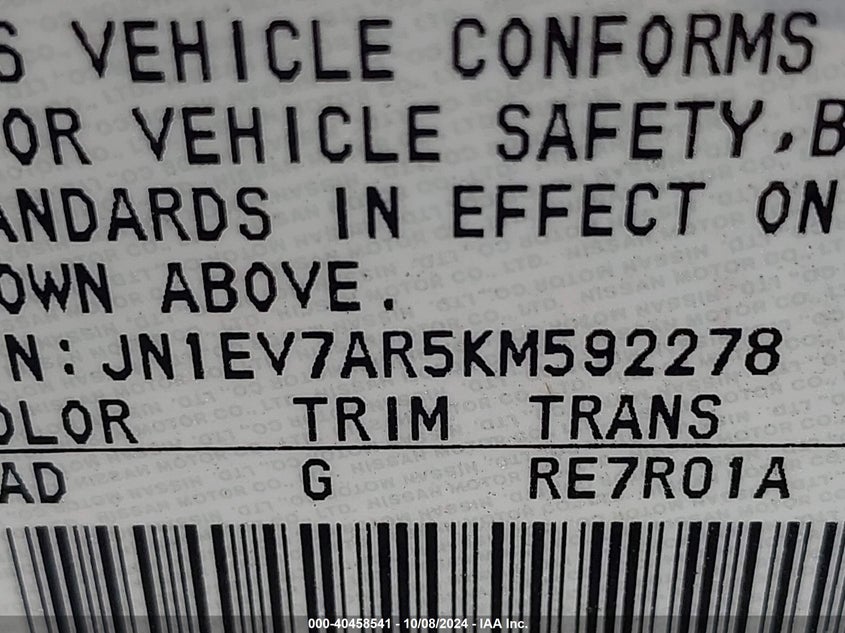 S VEHICLE CONFORMS
OR VEHICLE SAFETY, B
ANDARDS IN EFFECT ON
OWN ABOVE.
N: JN1EV7AR5KM592278
OLOR TRIM TRANS
AD G RE7R01A
000-40458541 - 10/08/2024 - IAA Inc.